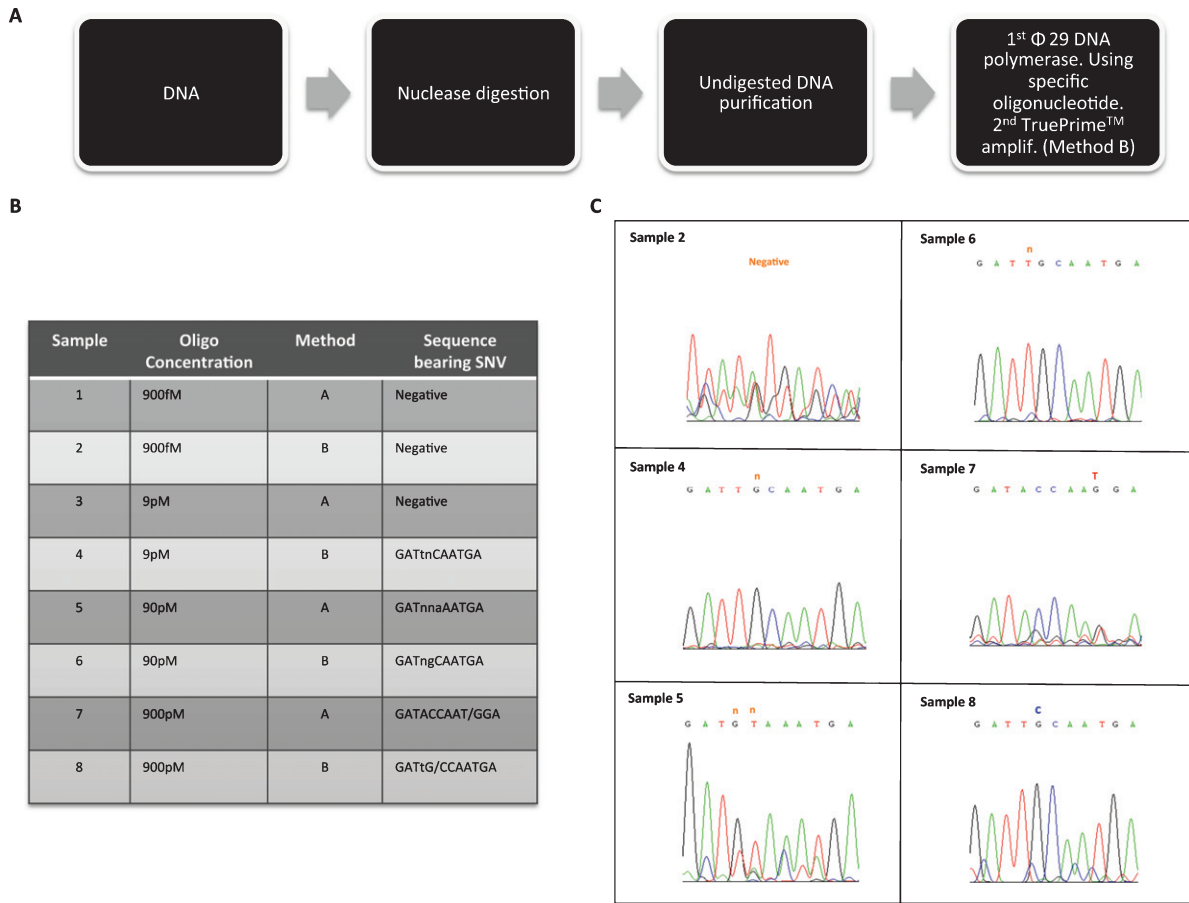 A
DNA
Nuclease digestion
Undigested DNA
purification
1st Φ 29 DNA
polymerase. Using
specific
oligonucleotide.
2nd TruePrime™
amplif. (Method B)
B
Sample Oligo Concentration Method Sequence bearing SNV
1 900fM A Negative
2 900fM B Negative
3 9pM A Negative
4 9pM B GATtnCAATGA
5 90pM A GATnnaAATGA
6 90pM B GATngCAATGA
7 900pM A GATACCAAT/GGA
8 900pM B GATtG/CCAATGA
C
Sample 2
Negative
Sample 6
n
G A T T G C A A T G A
Sample 4
n
G A T T G C A A T G A
Sample 7
T
G A T A C C A A G G A
Sample 5
n n
G A T G T A A A T G A
Sample 8
C
G A T T G C A A T G A